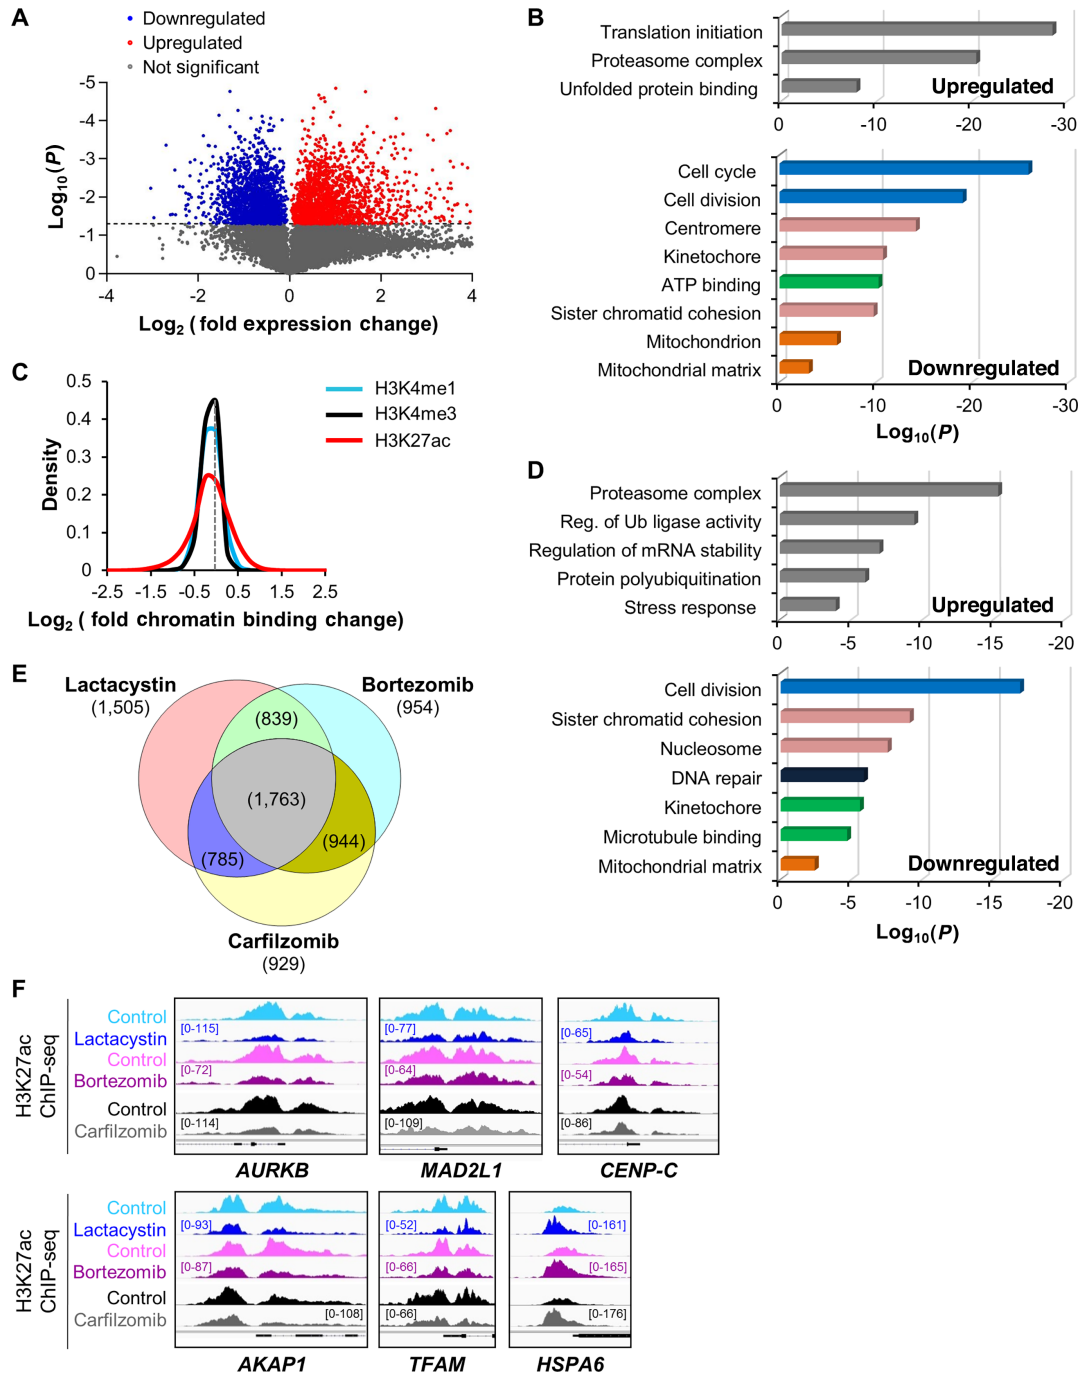 A
Downregulated
Upregulated
Not significant
-5
-4
-3
-2
-1
0
Log10(P)
-4
-2
0
2
4
Log2 ( fold expression change)
B
Translation initiation
Proteasome complex
Unfolded protein binding
Upregulated
0
-10
-20
-30
Cell cycle
Cell division
Centromere
Kinetochore
ATP binding
Sister chromatid cohesion
Mitochondrion
Mitochondrial matrix
Downregulated
0
-10
-20
-30
Log10(P)
C
0.5
0.4
0.3
0.2
0.1
0
Density
H3K4me1
H3K4me3
H3K27ac
-2.5
-1.5
-0.5
0.5
1.5
2.5
Log2 ( fold chromatin binding change)
D
Proteasome complex
Reg. of Ub ligase activity
Regulation of mRNA stability
Protein polyubiquitination
Stress response
Upregulated
0
-5
-10
-15
-20
Cell division
Sister chromatid cohesion
Nucleosome
DNA repair
Kinetochore
Microtubule binding
Mitochondrial matrix
Downregulated
0
-5
-10
-15
-20
Log10(P)
E
Lactacystin
(1,505)
Bortezomib
(954)
(839)
(1,763)
(785)
(944)
Carfilzomib
(929)
F
H3K27ac
ChIP-seq
Control
Lactacystin
Control
Bortezomib
Control
Carfilzomib
[0-115]
[0-72]
[0-114]
AURKB
[0-77]
[0-64]
[0-109]
MAD2L1
[0-65]
[0-54]
[0-86]
CENP-C
H3K27ac
ChIP-seq
Control
Lactacystin
Control
Bortezomib
Control
Carfilzomib
[0-93]
[0-87]
[0-108]
AKAP1
[0-52]
[0-66]
[0-66]
TFAM
[0-161]
[0-165]
[0-176]
HSPA6